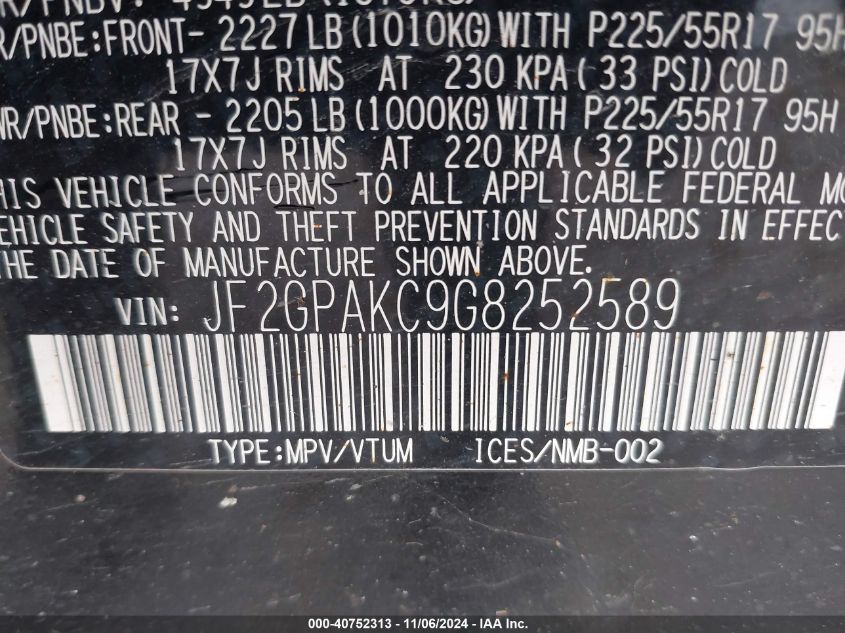 R/PNBE:FRONT- 2227 LB (1010KG) WITH P225/55R17 95H
17X7J RIMS AT 230 KPA (33 PSI) COLD
R/PNBE:REAR - 2205 LB (1000KG) WITH P225/55R17 95H
17X7J RIMS AT 220 KPA (32 PSI) COLD
HIS VEHICLE CONFORMS TO ALL APPLICABLE FEDERAL MO
EHICLE SAFETY AND THEFT PREVENTION STANDARDS IN EFFEC
HE DATE OF MANUFACTURE SHOWN ABOVE.
VIN: JF2GPAKC9G8252589
TYPE:MPV/VTUM ICES/NMB-002
000-40752313 - 11/06/2024 - IAA Inc.